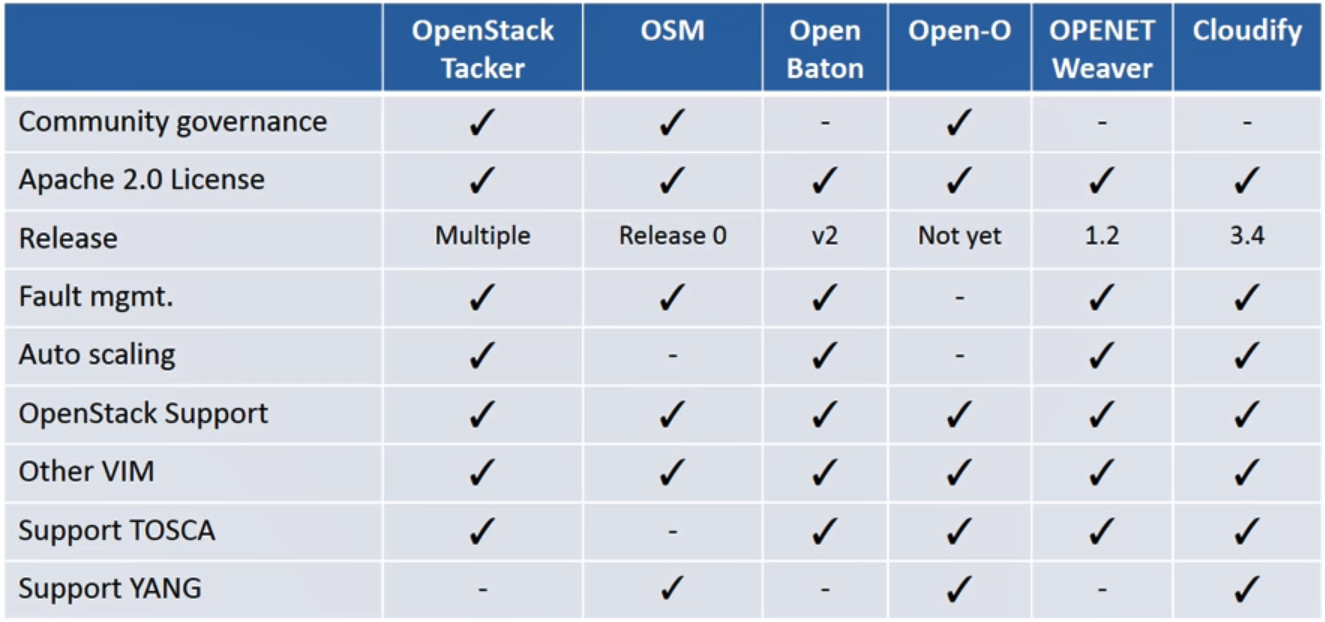 OpenStack Tacker OSM Open Baton Open-O OPENET Weaver Cloudify
Community governance ✓ ✓ - ✓ - -
Apache 2.0 License ✓ ✓ ✓ ✓ ✓ ✓
Release Multiple Release 0 v2 Not yet 1.2 3.4
Fault mgmt. ✓ ✓ ✓ - ✓ ✓
Auto scaling ✓ - ✓ - ✓ ✓
OpenStack Support ✓ ✓ ✓ ✓ ✓ ✓
Other VIM ✓ ✓ ✓ ✓ ✓ ✓
Support TOSCA ✓ - ✓ ✓ ✓ ✓
Support YANG - ✓ - ✓ - ✓